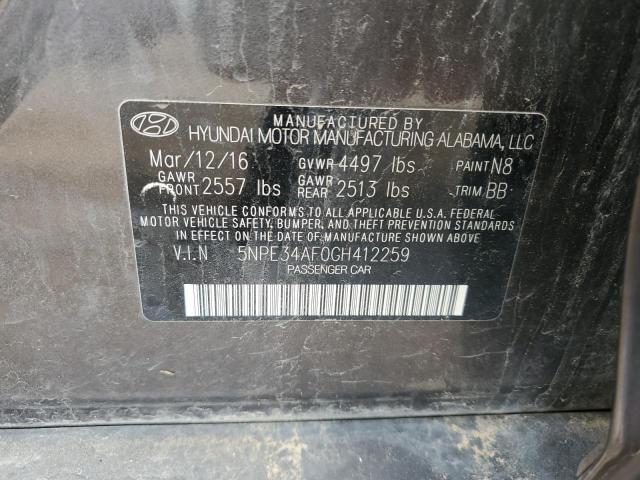 MANUFACTURED BY
HYUNDAI MOTOR MANUFACTURING ALABAMA, LLC
Mar/12/16 GVWR 4497 lbs PAINT N8
GAWR FRONT 2557 lbs GAWR REAR 2513 lbs TRIM BB
THIS VEHICLE CONFORMS TO ALL APPLICABLE U.S.A. FEDERAL
MOTOR VEHICLE SAFETY, BUMPER, AND THEFT PREVENTION STANDARDS
IN EFFECT ON THE DATE OF MANUFACTURE SHOWN ABOVE.
V.I.N 5NPE34AF0GH412259
PASSENGER CAR